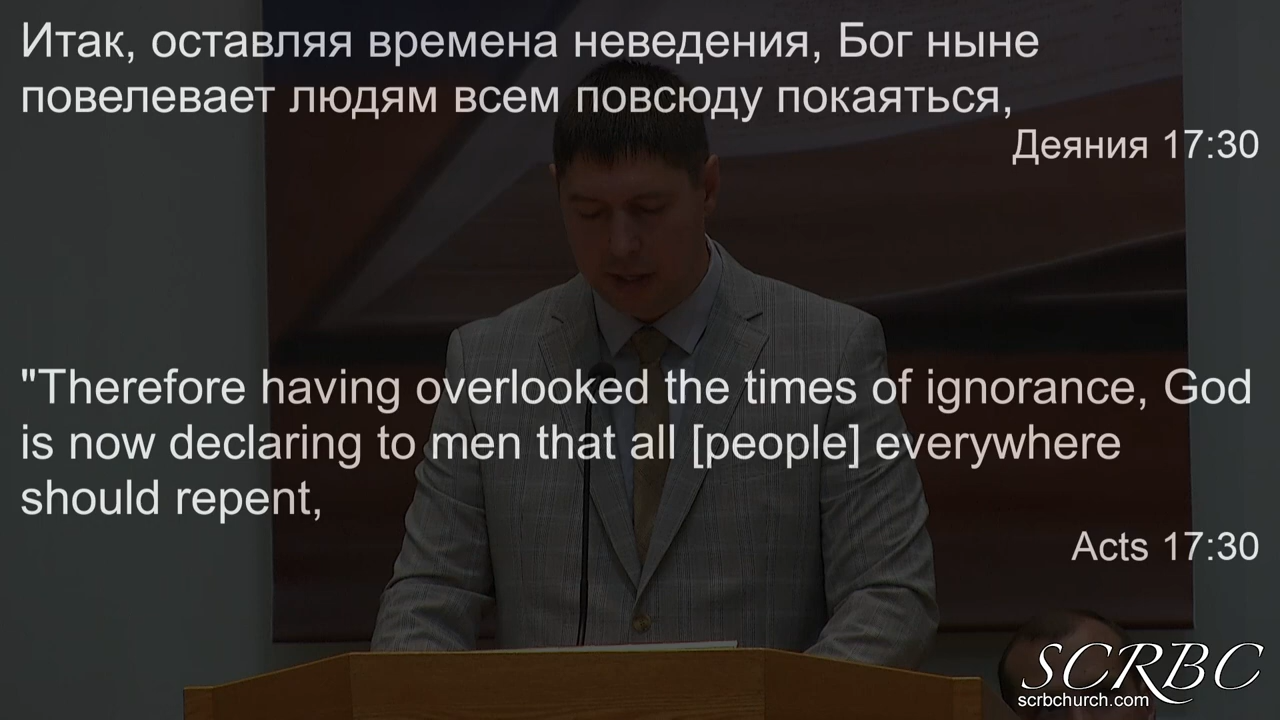 Итак, оставляя времена неведения, Бог ныне
повелевает людям всем повсюду покаяться,
Деяния 17:30
"Therefore having overlooked the times of ignorance, God
is now declaring to men that all [people] everywhere
should repent,
Acts 17:30
SCRBC
scrbchurch.com